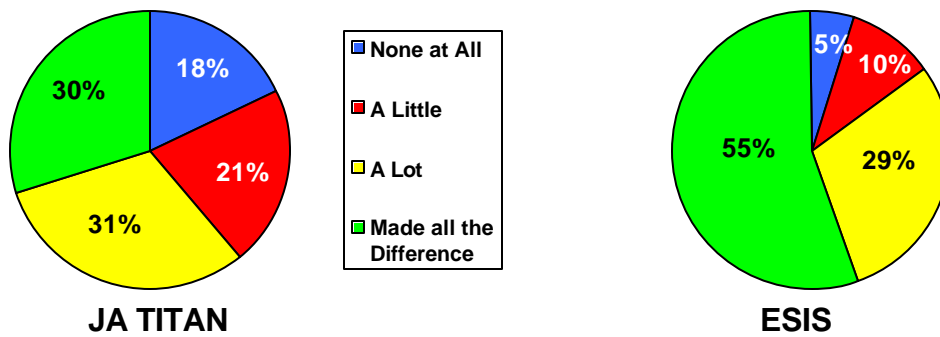 18%
21%
31%
30%
JA TITAN
None at All
A Little
A Lot
Made all the
Difference
5%
10%
29%
55%
ESIS